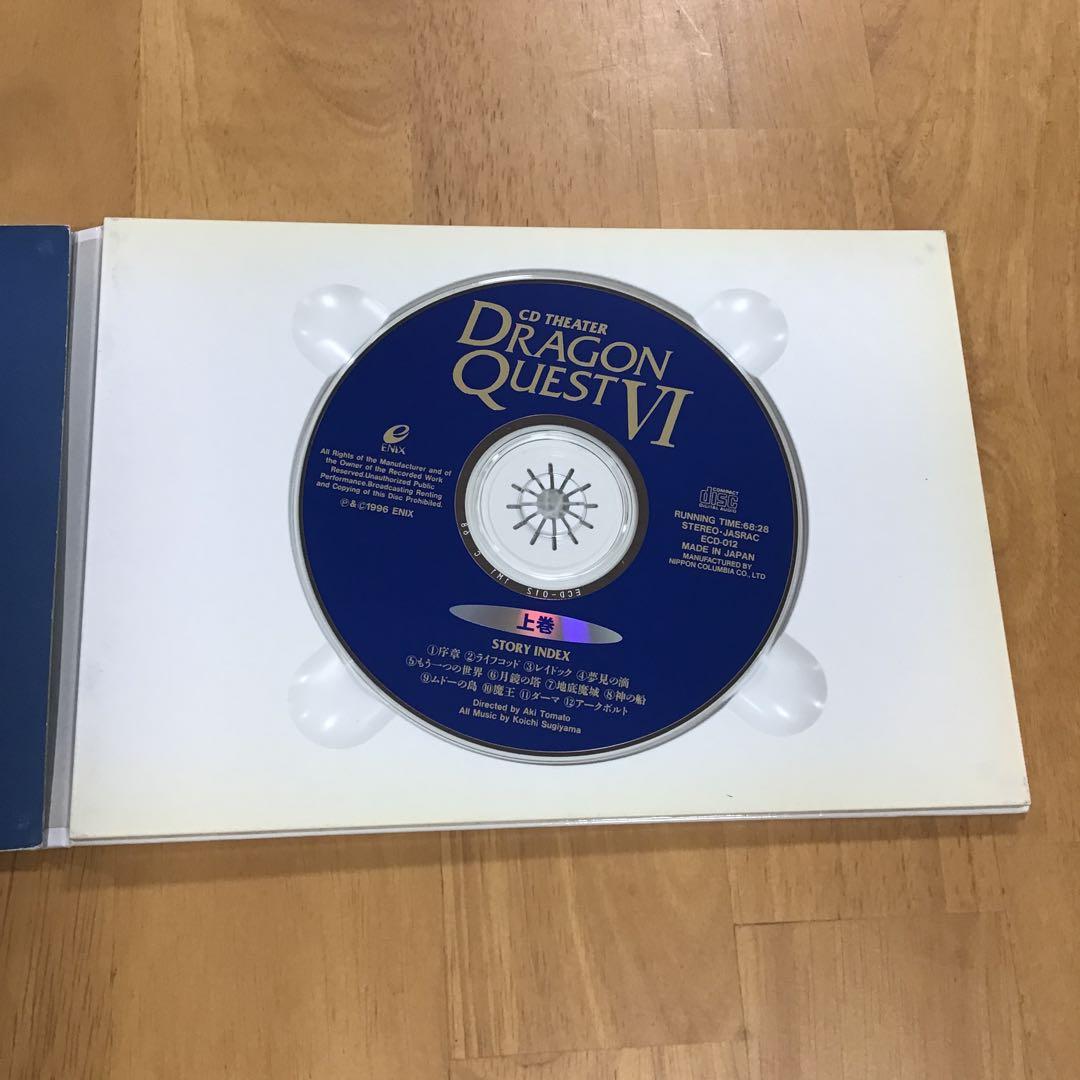 CD THEATER
DRAGON
QUEST VI
ENIX
All Rights of the Manufacturer and of
the Owner of the Recorded Work
Reserved.Unauthorized Public
Performance.Broadcasting Renting
and Copying of this Disc Prohibited.
Ⓟ&Ⓒ1996 ENIX
COMPACT
disc
DIGITAL AUDIO
RUNNING TIME:68:28
STEREO·JASRAC
ECD-012
MADE IN JAPAN
MANUFACTURED BY
NIPPON COLUMBIA CO., LTD
上巻
STORY INDEX
①序章 ②ライフコッド ③レイドック ④夢見の滴
⑤もう一つの世界 ⑥月鏡の塔 ⑦地底魔城 ⑧神の船
⑨ムドーの島 ⑩魔王 ⑪ダーマ ⑫アークボルト
Directed by Aki Tomato
All Music by Koichi Sugiyama